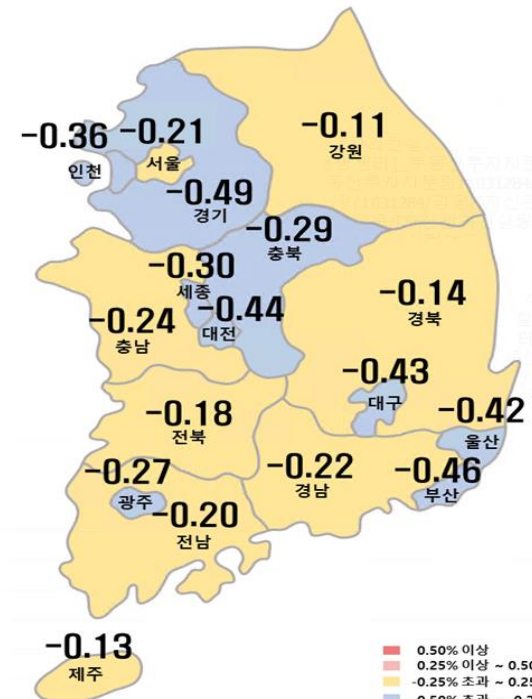 -0.36
인천
-0.21
서울
-0.11
강원
-0.49
경기
-0.29
충북
-0.30
세종
-0.44
대전
-0.24
충남
-0.14
경북
-0.43
대구
-0.42
울산
-0.18
전북
-0.22
경남
-0.46
부산
-0.27
광주
-0.20
전남
-0.13
제주
0.50% 이상
0.25% 이상 ~ 0.50
-0.25% 초과 ~ 0.25
-0.50% 초과